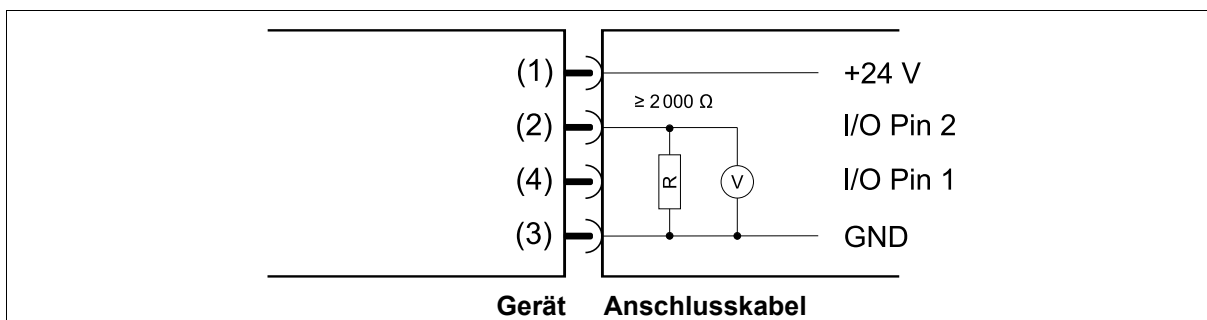 (1) +24 V
≥ 2 000 Ω
(2) I/O Pin 2
R V
(4) I/O Pin 1
(3) GND
Gerät Anschlusskabel